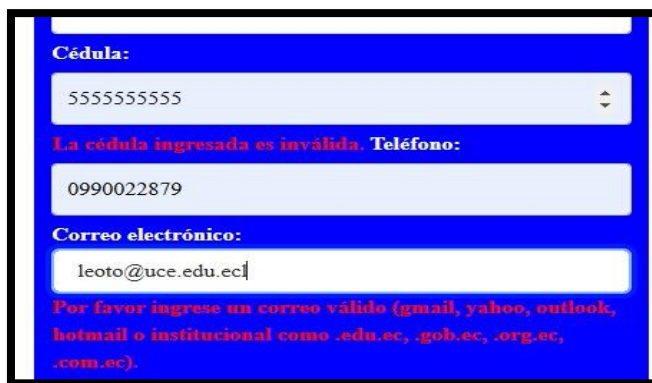 Cédula:
5555555555
La cédula ingresada es inválida. Teléfono:
0990022879
Correo electrónico:
leoto@uce.edu.ec1
Por favor ingrese un correo válido (gmail, yahoo, outlook,
hotmail o institucional como .edu.ec, .gob.ec, .org.ec,
.com.ec).